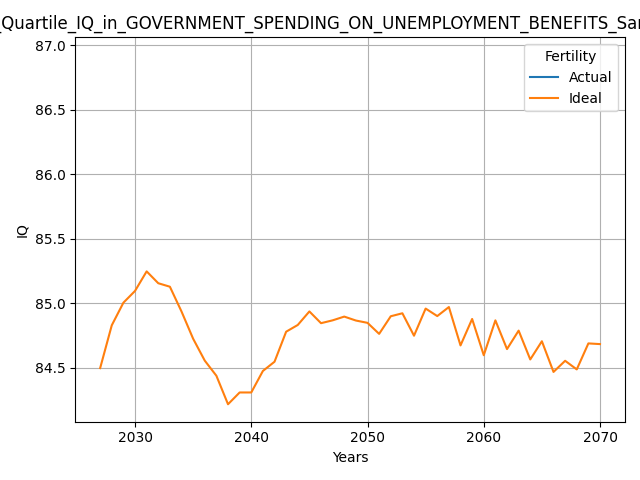 _Quartile_IQ_in_GOVERNMENT_SPENDING_ON_UNEMPLOYMENT_BENEFITS_Sa
87.0
86.5
86.0
85.5
85.0
84.5
IQ
Fertility
Actual
Ideal
2030
2040
2050
2060
2070
Years